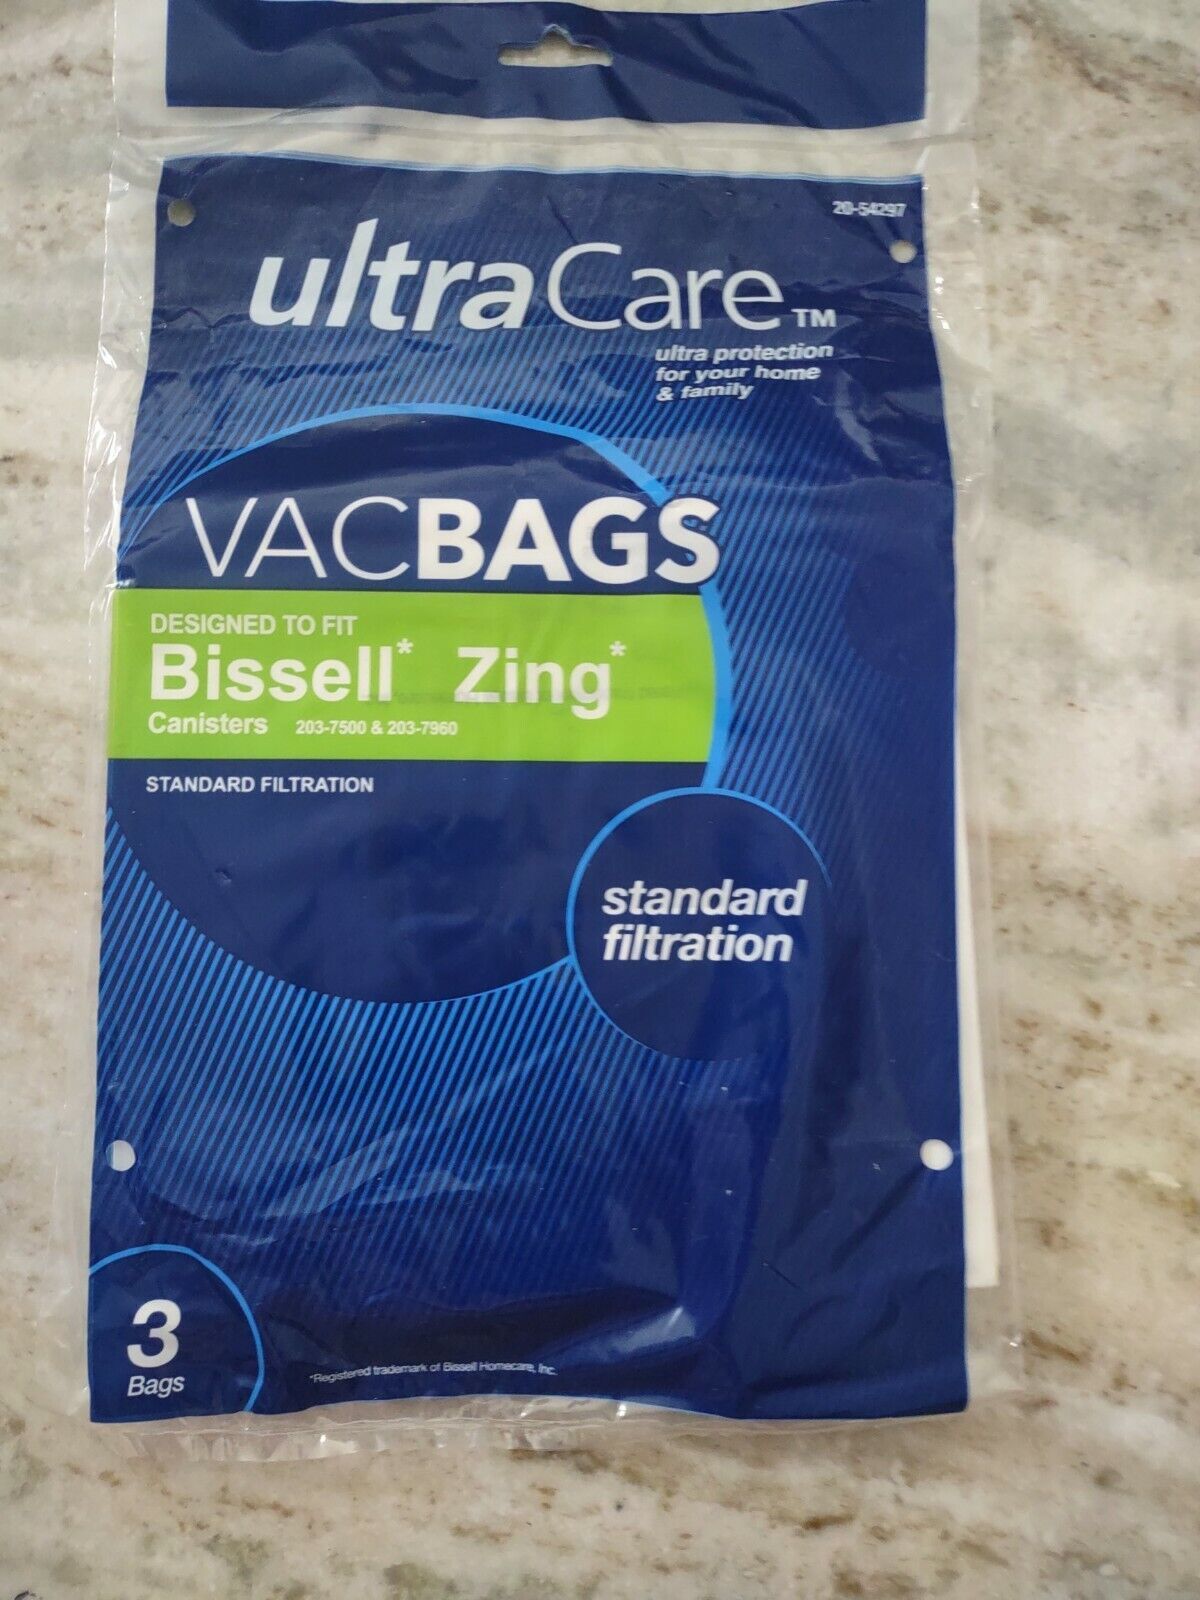 20-54297
ultraCare™
ultra protection
for your home
& family
VACBAGS
DESIGNED TO FIT
Bissell* Zing*
Canisters 203-7500 & 203-7960
STANDARD FILTRATION
standard
filtration
3
Bags
*Registered trademark of Bissell Homecare, Inc.